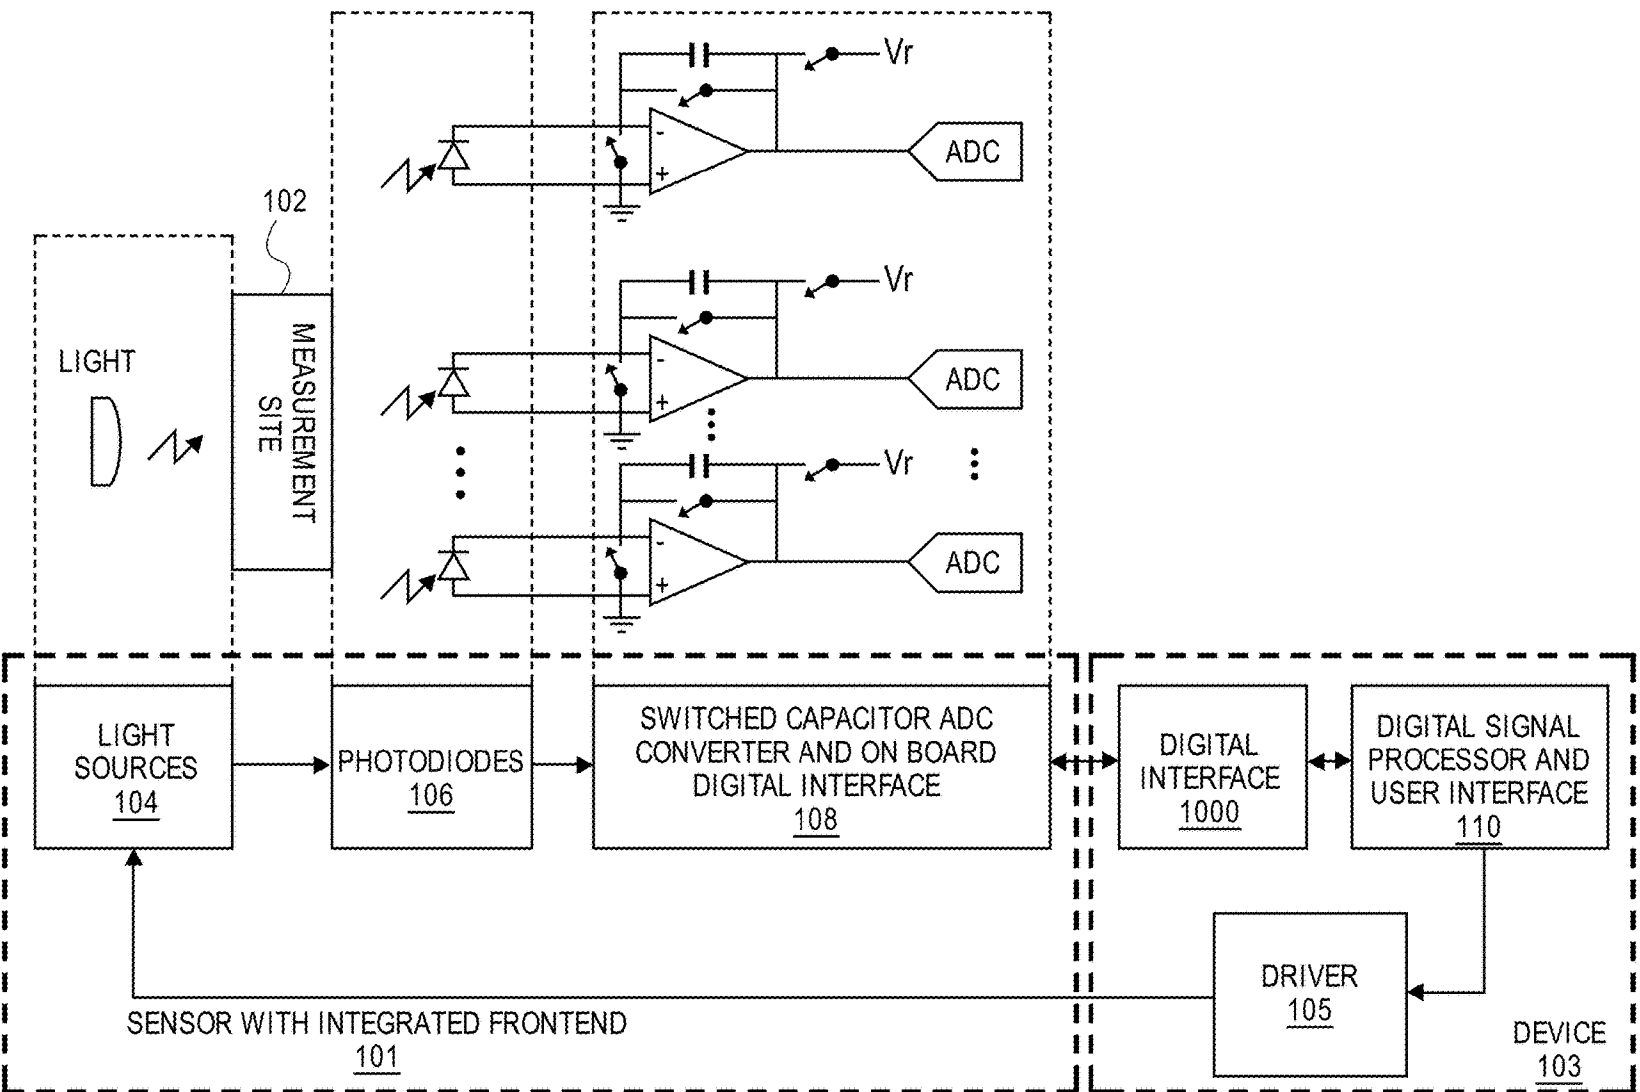 Vr
-
+
ADC
102
Vr
-
+
ADC
LIGHT
MEASUREMENT
SITE
Vr
-
+
ADC
LIGHT
SOURCES
104
PHOTODIODES
106
SWITCHED CAPACITOR ADC
CONVERTER AND ON BOARD
DIGITAL INTERFACE
108
DIGITAL
INTERFACE
1000
DIGITAL SIGNAL
PROCESSOR AND
USER INTERFACE
110
DRIVER
105
SENSOR WITH INTEGRATED FRONTEND
101
DEVICE
103